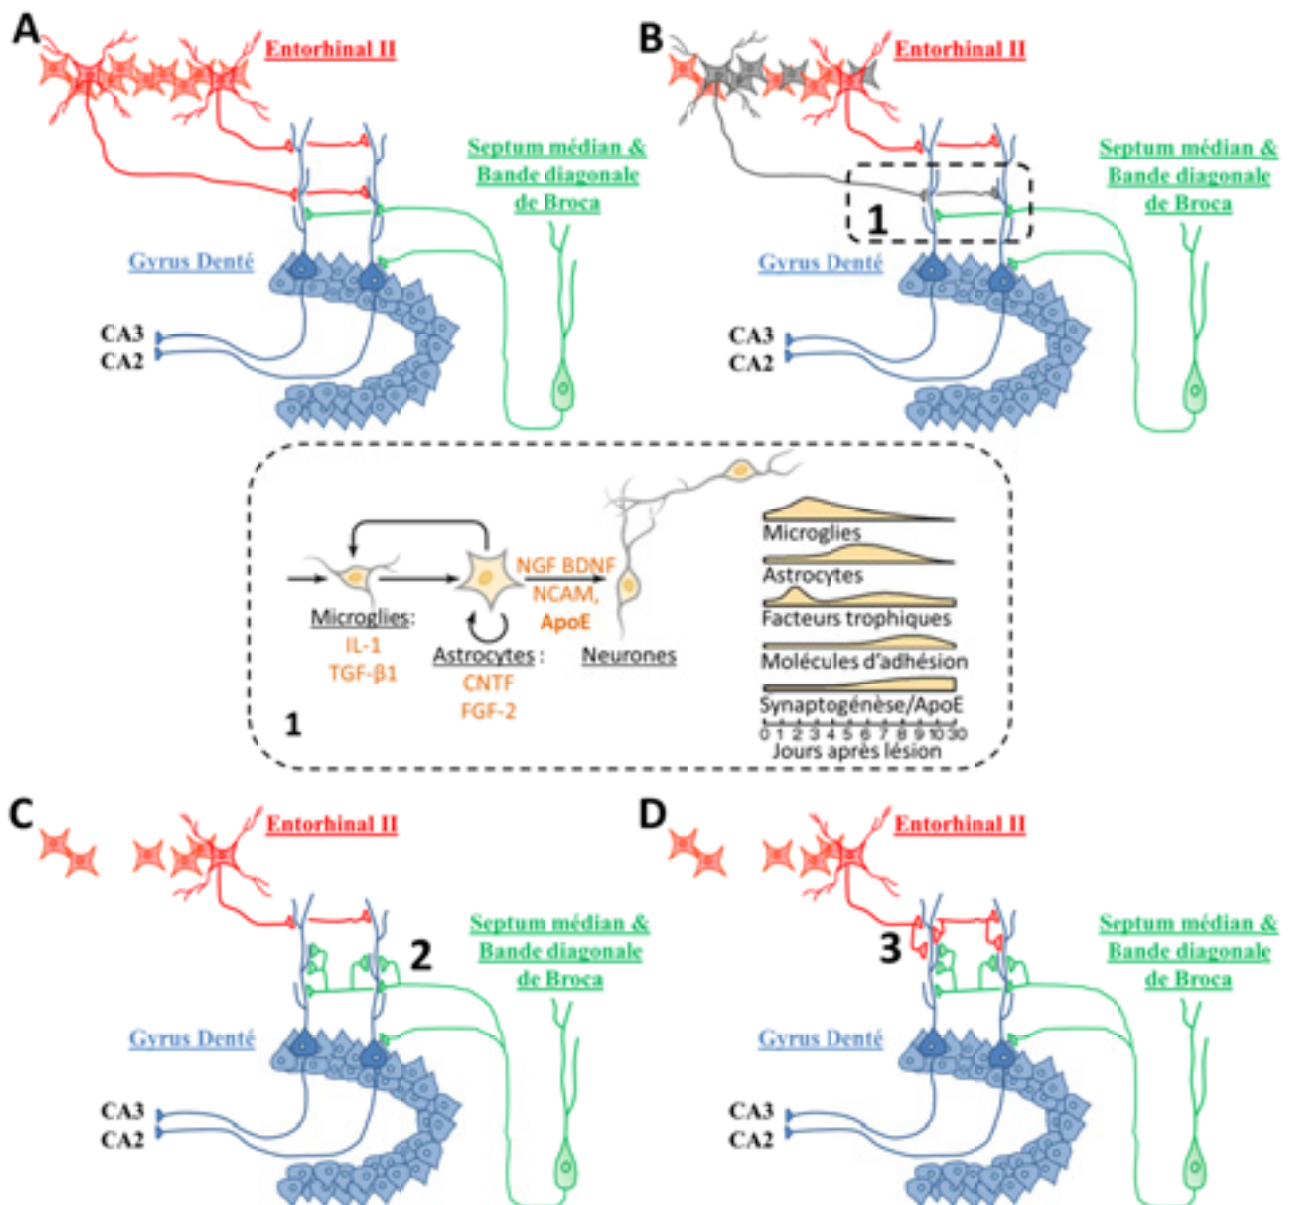 A
Entorhinal II
Septum médian &
Bande diagonale
de Broca
Gyrus Denté
CA3
CA2
B
Entorhinal II
Septum médian &
Bande diagonale
de Broca
1
Gyrus Denté
CA3
CA2
NGF BDNF
NCAM,
ApoE
Microglies:
IL-1
TGF-β1
Astrocytes :
CNTF
FGF-2
Neurones
1
Microglies
Astrocytes
Facteurs trophiques
Molécules d'adhésion
Synaptogénèse/ApoE
0 1 2 3 4 5 6 7 8 9 10 30
Jours après lésion
C
Entorhinal II
2
Septum médian &
Bande diagonale
de Broca
Gyrus Denté
CA3
CA2
D
Entorhinal II
3
Septum médian &
Bande diagonale
de Broca
Gyrus Denté
CA3
CA2